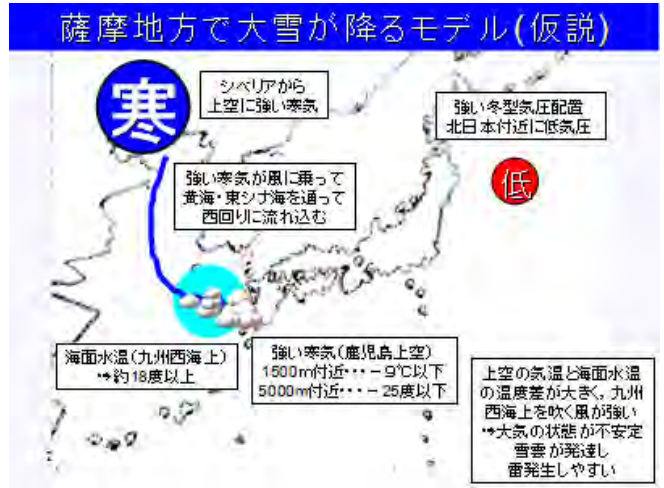 薩摩地方で大雪が降るモデル(仮説)
寒
シベリアから
上空に強い寒気
強い冬型気圧配置
北日本付近に低気圧
低
強い寒気が風に乗って
黄海・東シナ海を通って
西回りに流れ込む
海面水温(九州西海上)
→約18度以上
強い寒気(鹿児島上空)
1500m付近・・・－9℃以下
5000m付近・・・－25度以下
上空の気温と海面水温
の温度差が大きく、九州
西海上を吹く風が強い
→大気の状態が不安定
雪雲が発達し
雷発生しやすい